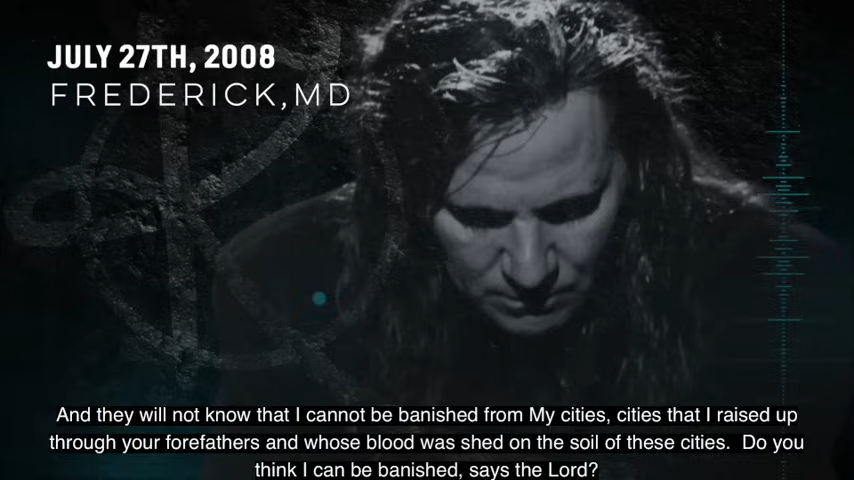 JULY 27TH, 2008
FREDERICK,MD
And they will not know that I cannot be banished from My cities, cities that I raised up
through your forefathers and whose blood was shed on the soil of these cities.  Do you
think I can be banished, says the Lord?